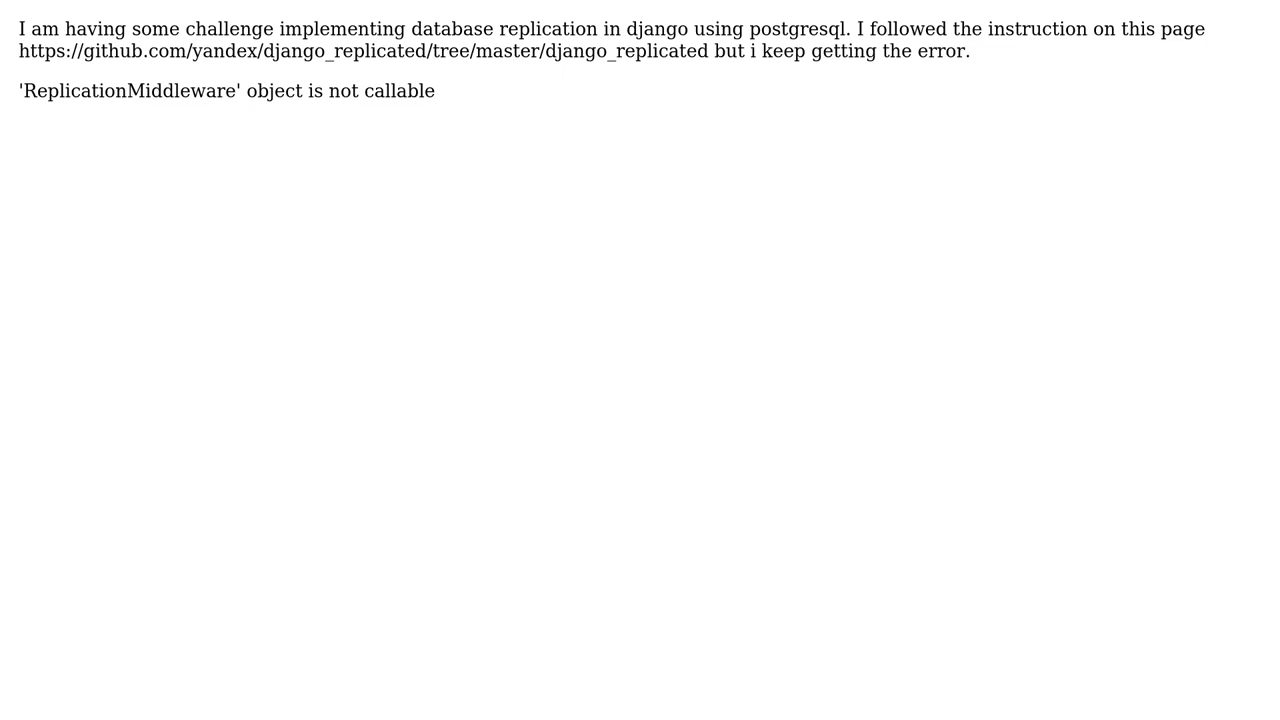 I am having some challenge implementing database replication in django using postgresql. I followed the instruction on this page
https://github.com/yandex/django_replicated/tree/master/django_replicated but i keep getting the error.
'ReplicationMiddleware' object is not callable